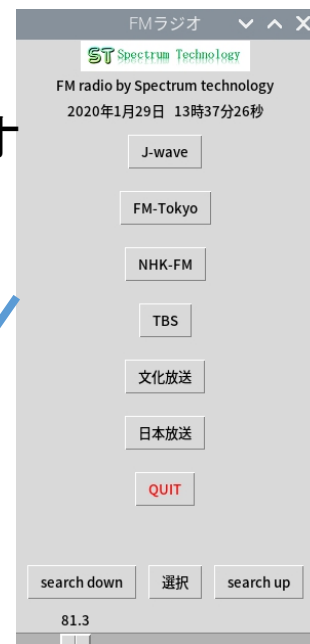 FMラジオ
ST Spectrum Technology
FM radio by Spectrum technology
2020年1月29日 13時37分26秒
J-wave
FM-Tokyo
NHK-FM
TBS
文化放送
日本放送
QUIT
search down 選択 search up
81.3